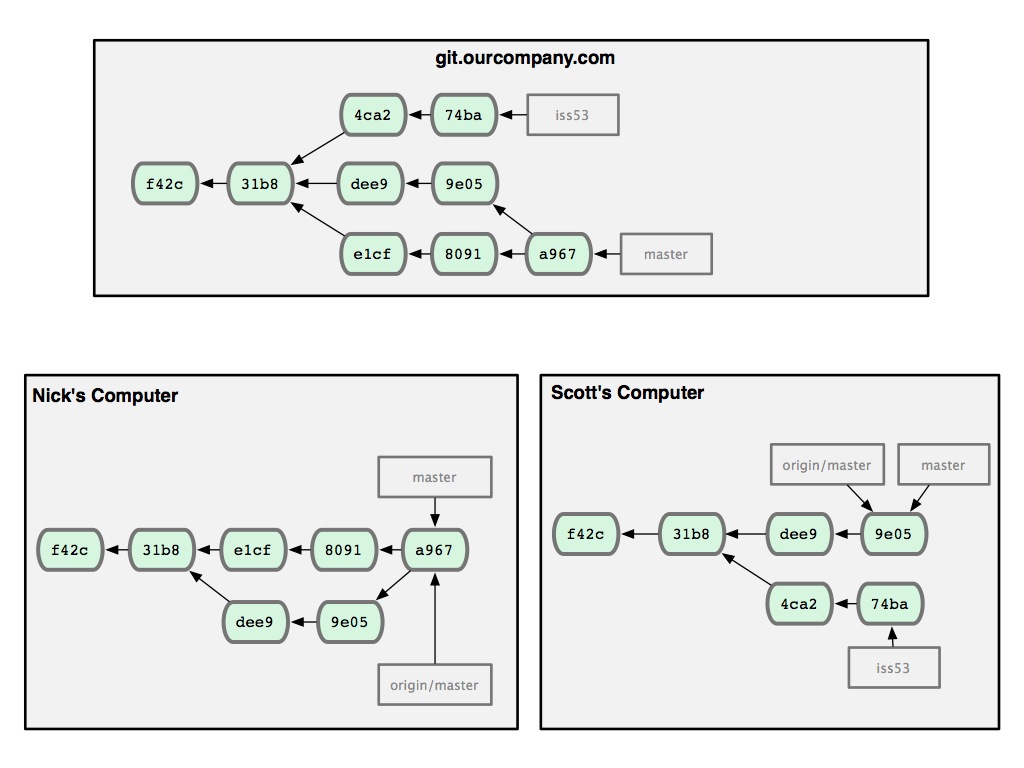 git.ourcompany.com
4ca2 74ba iss53
f42c 31b8 dee9 9e05
e1cf 8091 a967 master
Nick's Computer
master
f42c 31b8 e1cf 8091 a967
dee9 9e05
origin/master
Scott's Computer
origin/master master
f42c 31b8 dee9 9e05
4ca2 74ba
iss53